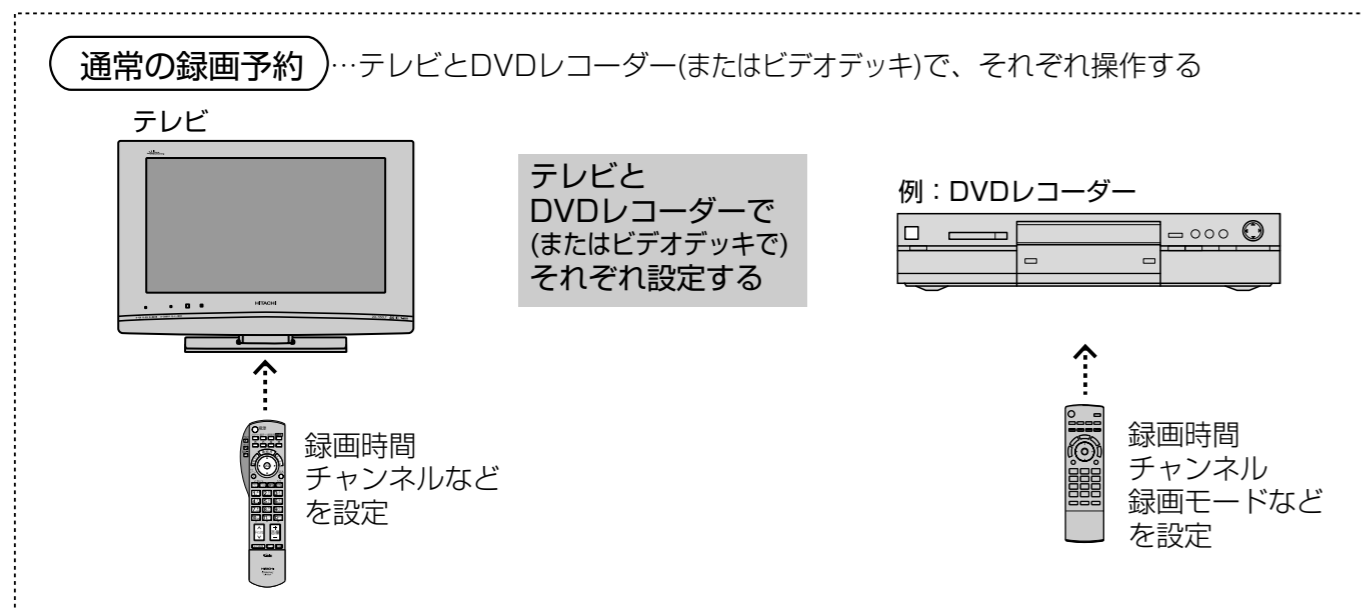 通常の録画予約…テレビとDVDレコーダー(またはビデオデッキ)で、それぞれ操作する
テレビ
テレビと
DVDレコーダーで
(またはビデオデッキで)
それぞれ設定する
例：DVDレコーダー
HITACHI
録画時間
チャンネルなど
を設定
HITACHI
録画時間
チャンネル
録画モードなど
を設定